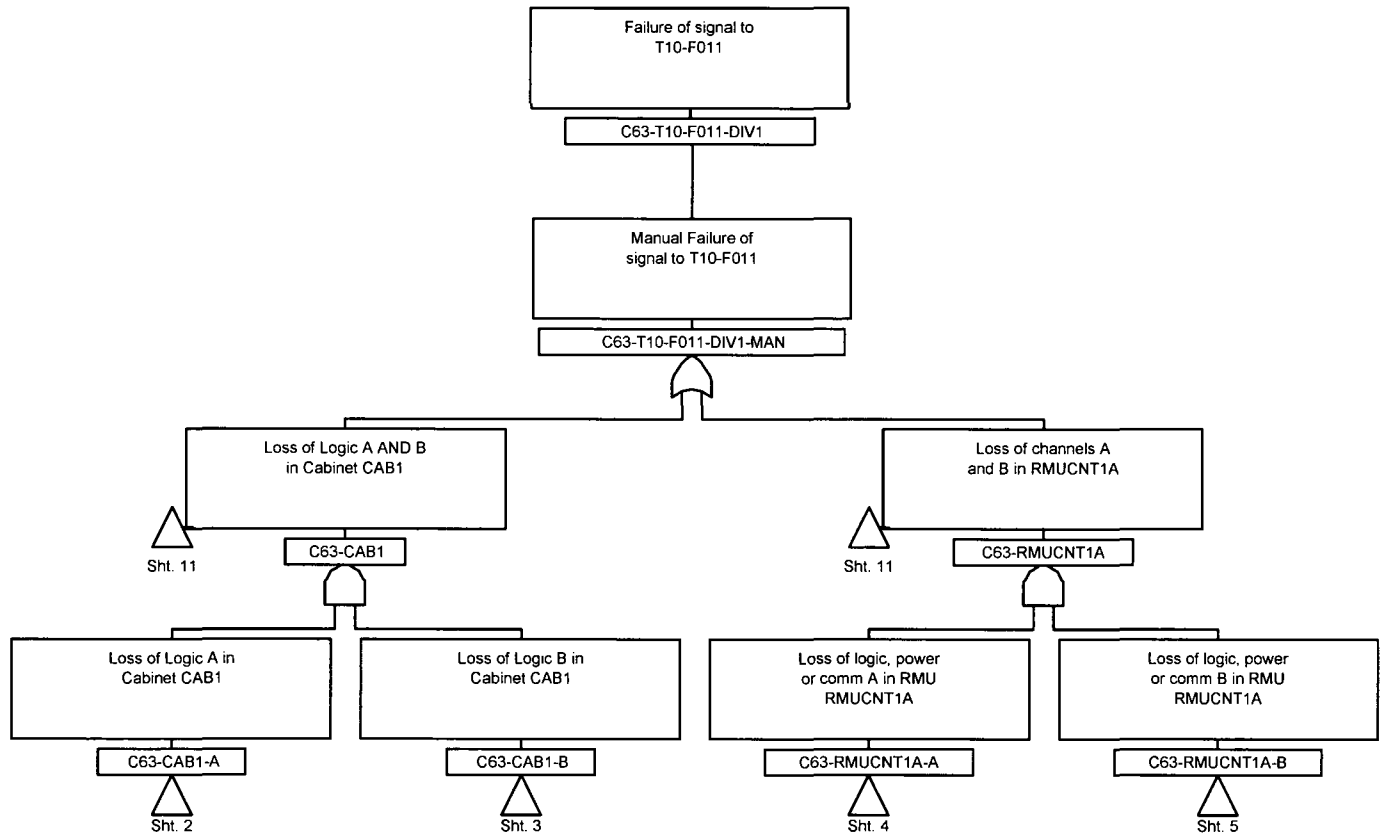 Failure of signal to
T10-F011
C63-T10-F011-DIV1
Manual Failure of
signal to T10-F011
C63-T10-F011-DIV1-MAN
Loss of Logic A AND B
in Cabinet CAB1
Sht. 11
C63-CAB1
Loss of channels A
and B in RMUCNT1A
Sht. 11
C63-RMUCNT1A
Loss of Logic A in
Cabinet CAB1
C63-CAB1-A
Sht. 2
Loss of Logic B in
Cabinet CAB1
C63-CAB1-B
Sht. 3
Loss of logic, power
or comm A in RMU
RMUCNT1A
C63-RMUCNT1A-A
Sht. 4
Loss of logic, power
or comm B in RMU
RMUCNT1A
C63-RMUCNT1A-B
Sht. 5